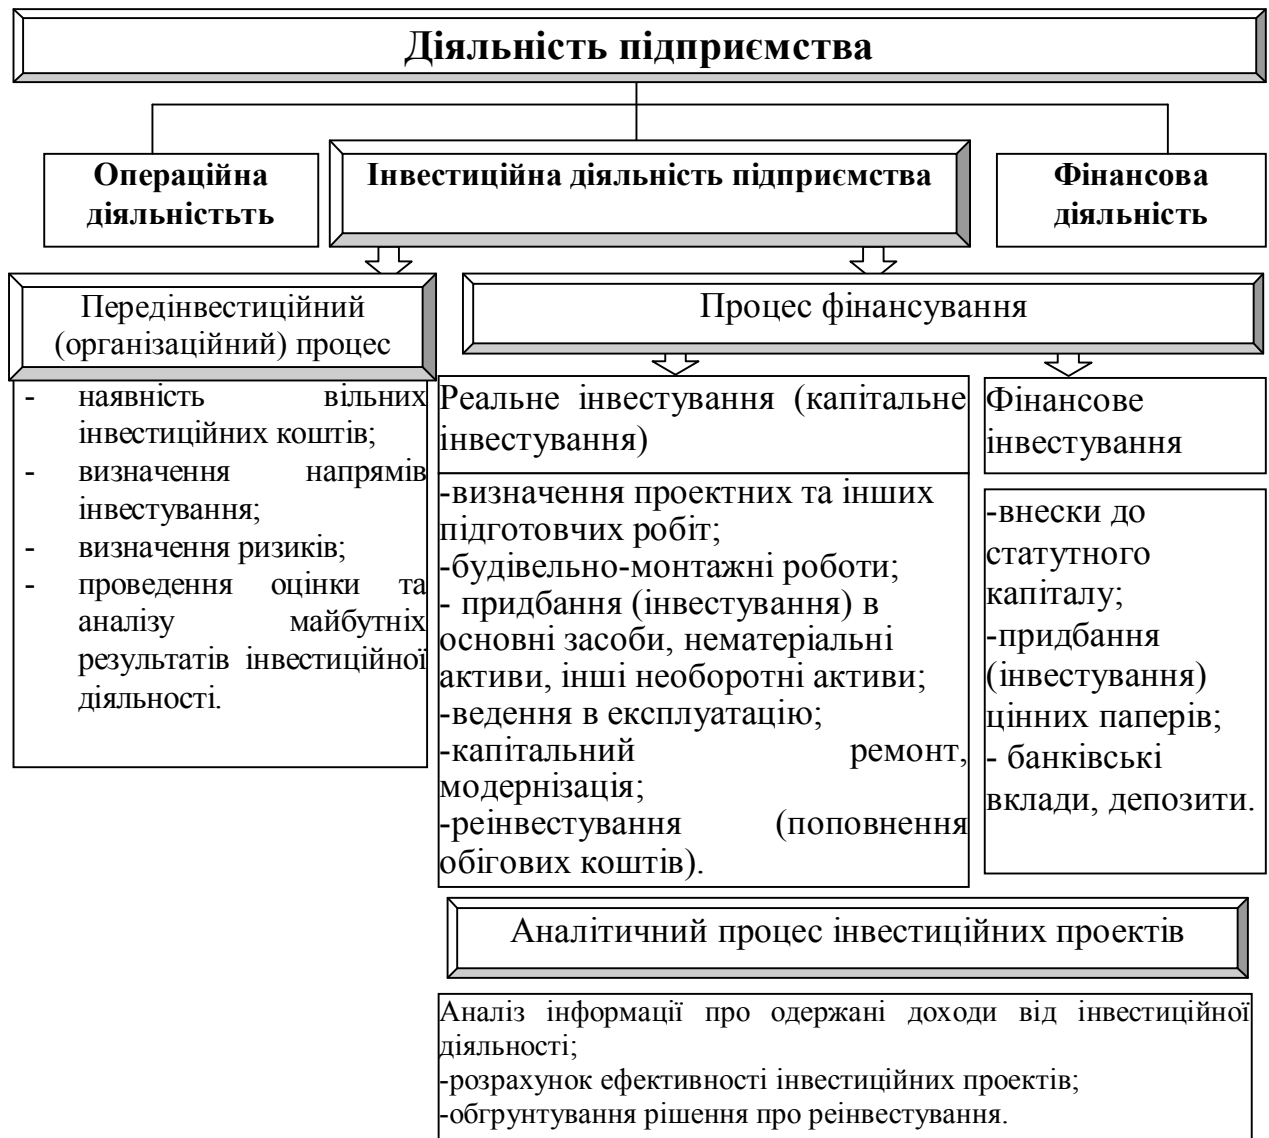 Діяльність підприємства
Операційна
діяльністьть
Інвестиційна діяльність підприємства
Фінансова
діяльність
Передінвестиційний
(організаційний) процес
- наявність вільних
інвестиційних коштів;
- визначення напрямів
інвестування;
- визначення ризиків;
- проведення оцінки та
аналізу майбутніх
результатів інвестиційної
діяльності.
Процес фінансування
Реальне інвестування (капітальне
інвестування)
-визначення проектних та інших
підготовчих робіт;
-будівельно-монтажні роботи;
- придбання (інвестування) в
основні засоби, нематеріальні
активи, інші необоротні активи;
-ведення в експлуатацію;
-капітальний ремонт,
модернізація;
-реінвестування (поповнення
обігових коштів).
Фінансове
інвестування
-внески до
статутного
капіталу;
-придбання
(інвестування)
цінних паперів;
- банківські
вклади, депозити.
Аналітичний процес інвестиційних проектів
Аналіз інформації про одержані доходи від інвестиційної
діяльності;
-розрахунок ефективності інвестиційних проектів;
-обгрунтування рішення про реінвестування.